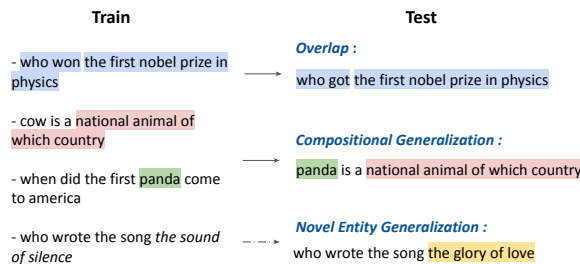 Train
- who won the first nobel prize in
physics
- cow is a national animal of
which country
- when did the first panda come
to america
- who wrote the song the sound
of silence
Test
Overlap :
who got the first nobel prize in physics
Compositional Generalization :
panda is a national animal of which country
Novel Entity Generalization :
who wrote the song the glory of love